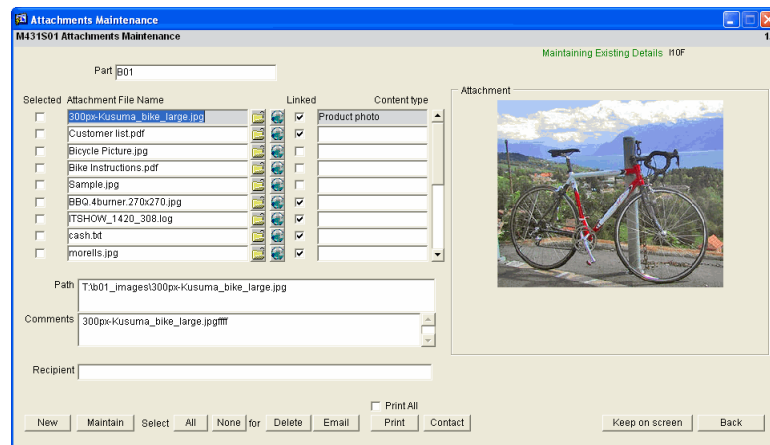 Attachments Maintenance
M431S01 Attachments Maintenance
Maintaining Existing Details
Part B01
Selected Attachment File Name Linked Content type
Attachment
300px-Kusuma_bike_large.jpg Product photo
Customer list.pdf
Bicycle Picture.jpg
Bike Instructions.pdf
Sample.jpg
BBQ.4burner.270x270.jpg
ITSHOW_1420_308.log
cash.txt
morells.jpg
Path T:\b01_images\300px-Kusuma_bike_large.jpg
Comments 300px-Kusuma_bike_large.jpgffff
Recipient
Print All
New Maintain Select All None for Delete Email Print Contact Keep on screen Back